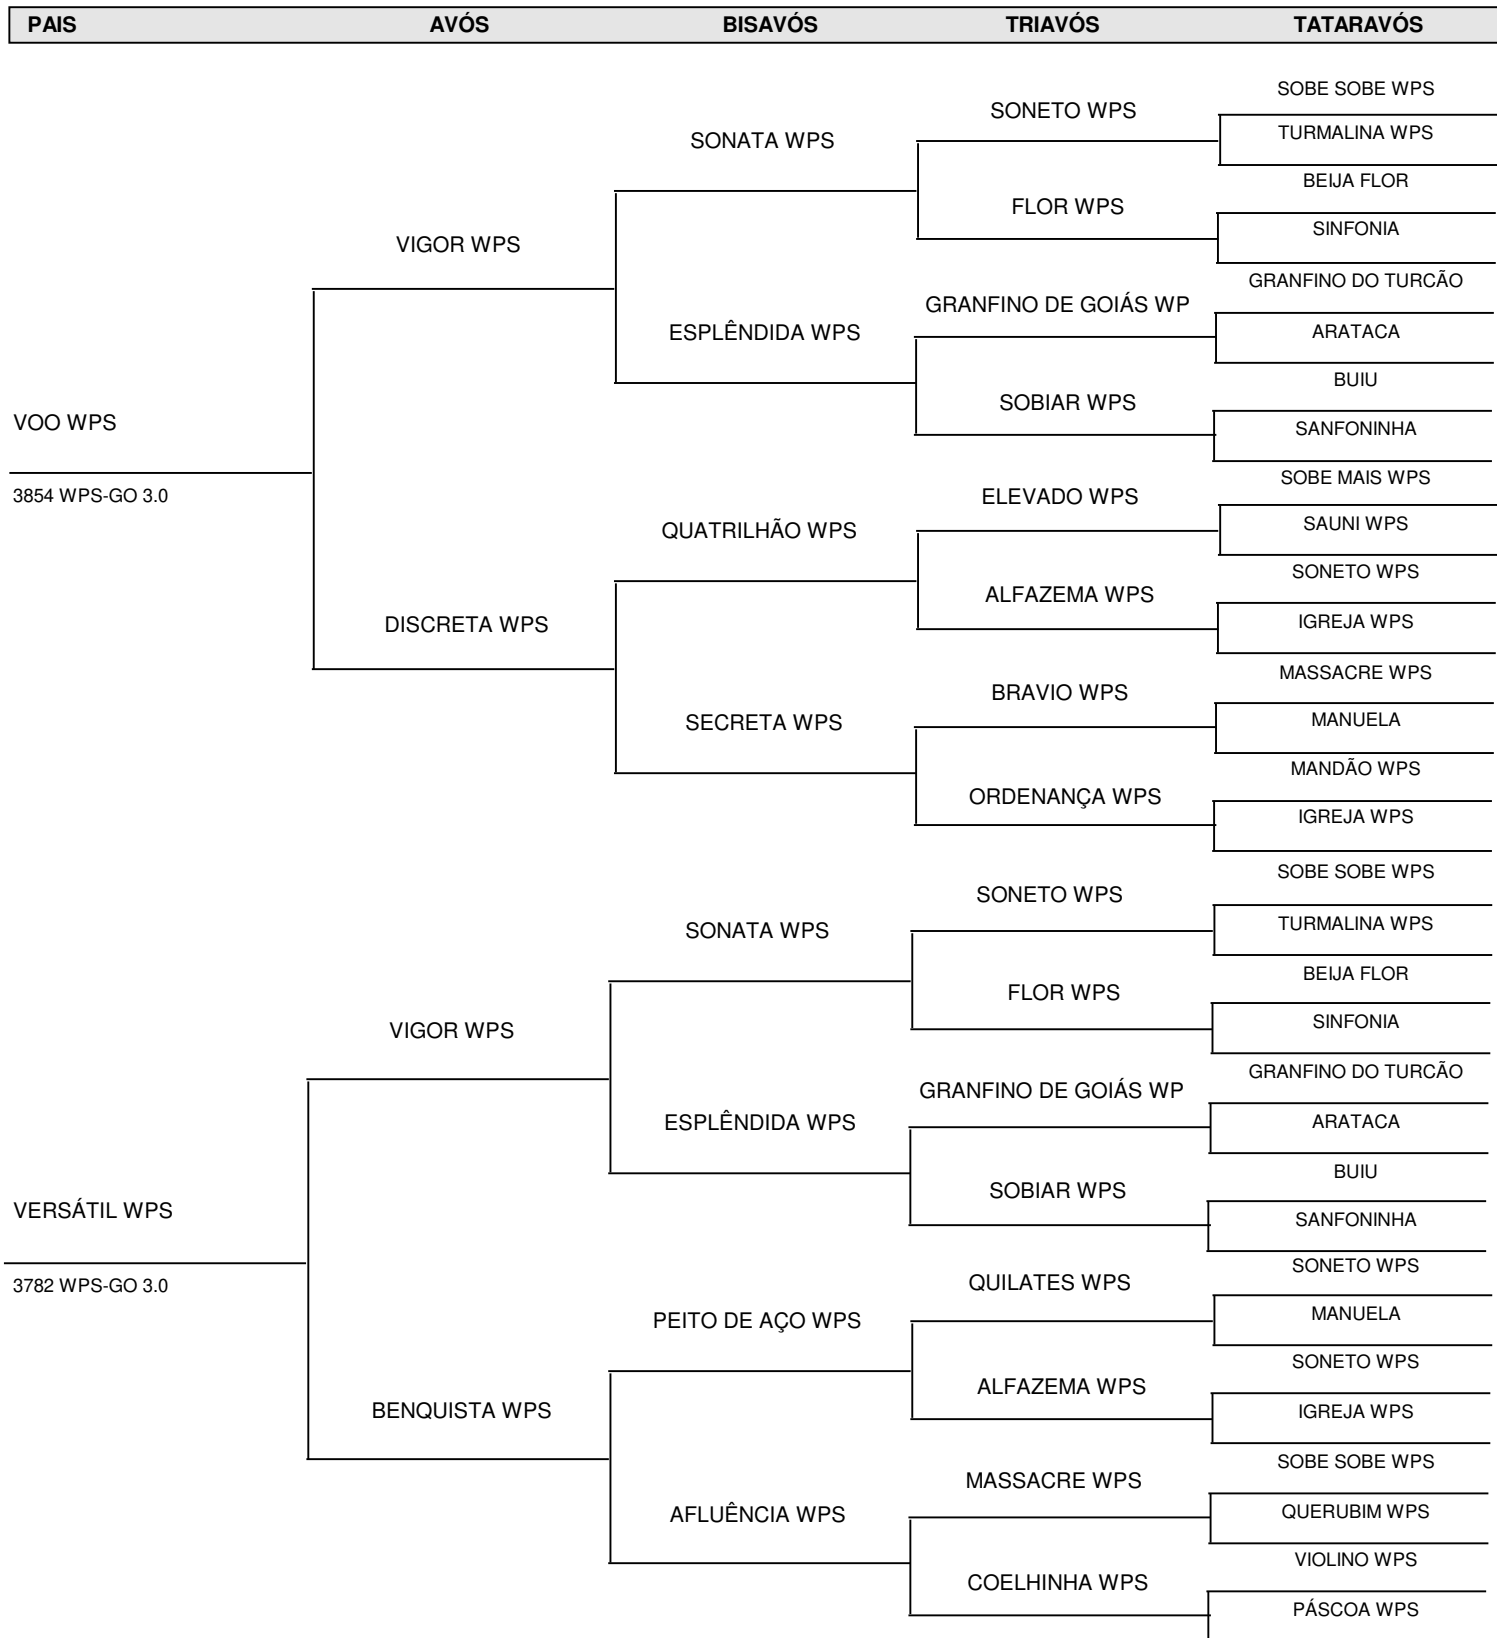 PAIS AVÓS BISAVÓS TRIAVÓS TATARAVÓS
SOBE SOBE WPS
SONETO WPS
TURMALINA WPS
SONATA WPS
BEIJA FLOR
FLOR WPS
SINFONIA
VIGOR WPS
GRANFINO DO TURCÃO
GRANFINO DE GOIÁS WP
ARATACA
ESPLÊNDIDA WPS
BUIU
SOBIAR WPS
SANFONINHA
VOO WPS
3854 WPS-GO 3.0
SOBE MAIS WPS
ELEVADO WPS
SAUNI WPS
QUATRILHÃO WPS
SONETO WPS
ALFAZEMA WPS
IGREJA WPS
DISCRETA WPS
MASSACRE WPS
BRAVIO WPS
MANUELA
SECRETA WPS
MANDÃO WPS
ORDENANÇA WPS
IGREJA WPS
SOBE SOBE WPS
SONETO WPS
TURMALINA WPS
SONATA WPS
BEIJA FLOR
FLOR WPS
SINFONIA
VIGOR WPS
GRANFINO DO TURCÃO
GRANFINO DE GOIÁS WP
ARATACA
ESPLÊNDIDA WPS
BUIU
SOBIAR WPS
SANFONINHA
VERSÁTIL WPS
3782 WPS-GO 3.0
SONETO WPS
QUILATES WPS
MANUELA
PEITO DE AÇO WPS
SONETO WPS
ALFAZEMA WPS
IGREJA WPS
BENQUISTA WPS
SOBE SOBE WPS
MASSACRE WPS
QUERUBIM WPS
AFLUÊNCIA WPS
VIOLINO WPS
COELHINHA WPS
PÁSCOA WPS